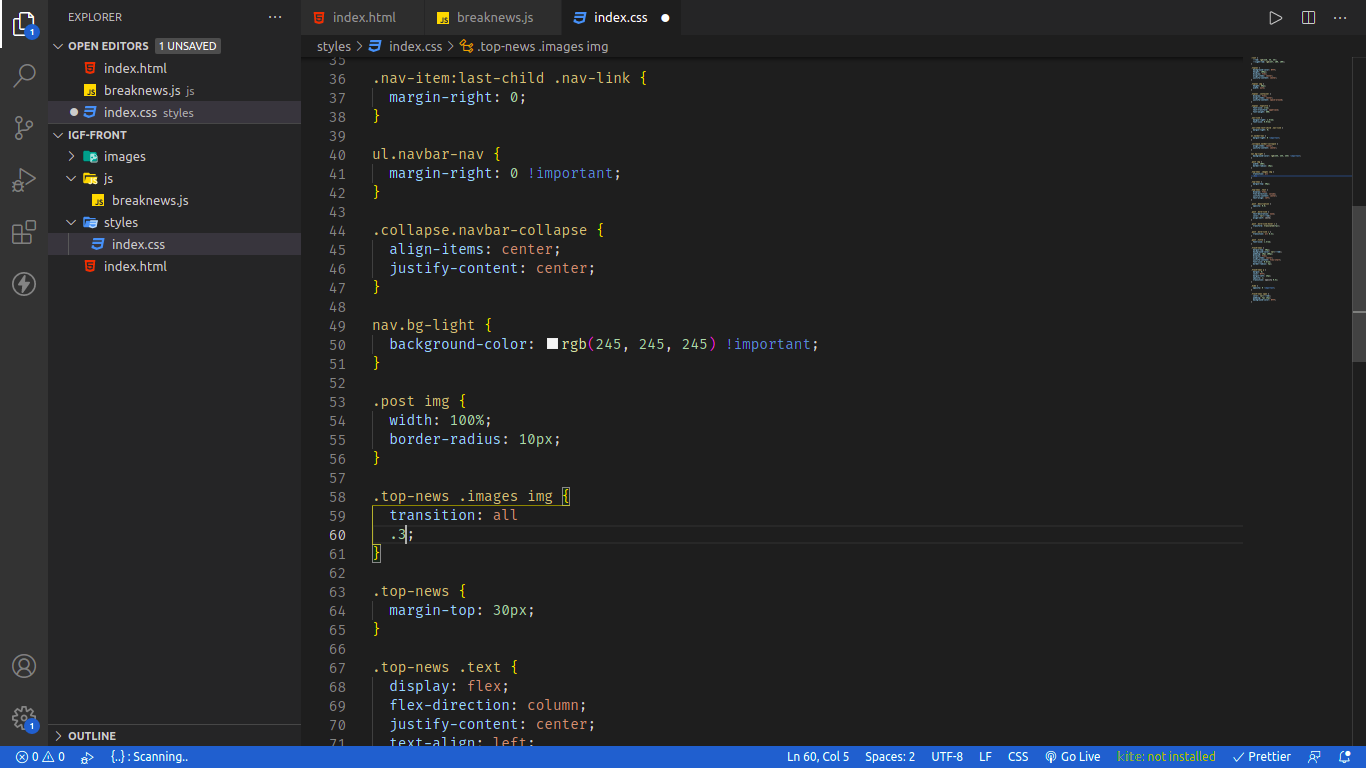 EXPLORER
OPEN EDITORS 1 UNSAVED
index.html
breaknews.js js
index.css styles
IGF-FRONT
images
js
breaknews.js
styles
index.css
index.html
OUTLINE
index.html breaknews.js index.css
styles > index.css > .top-news .images img
35
36 .nav-item:last-child .nav-link {
37 margin-right: 0;
38 }
39
40 ul.navbar-nav {
41 margin-right: 0 !important;
42 }
43
44 .collapse.navbar-collapse {
45 align-items: center;
46 justify-content: center;
47 }
48
49 nav.bg-light {
50 background-color: rgb(245, 245, 245) !important;
51 }
52
53 .post img {
54 width: 100%;
55 border-radius: 10px;
56 }
57
58 .top-news .images img {
59 transition: all
60 .3;
61 }
62
63 .top-news {
64 margin-top: 30px;
65 }
66
67 .top-news .text {
68 display: flex;
69 flex-direction: column;
70 justify-content: center;
71 text-align: left;
1
1
0 0 {..} : Scanning.. Ln 60, Col 5 Spaces: 2 UTF-8 LF CSS Go Live kite: not installed Prettier